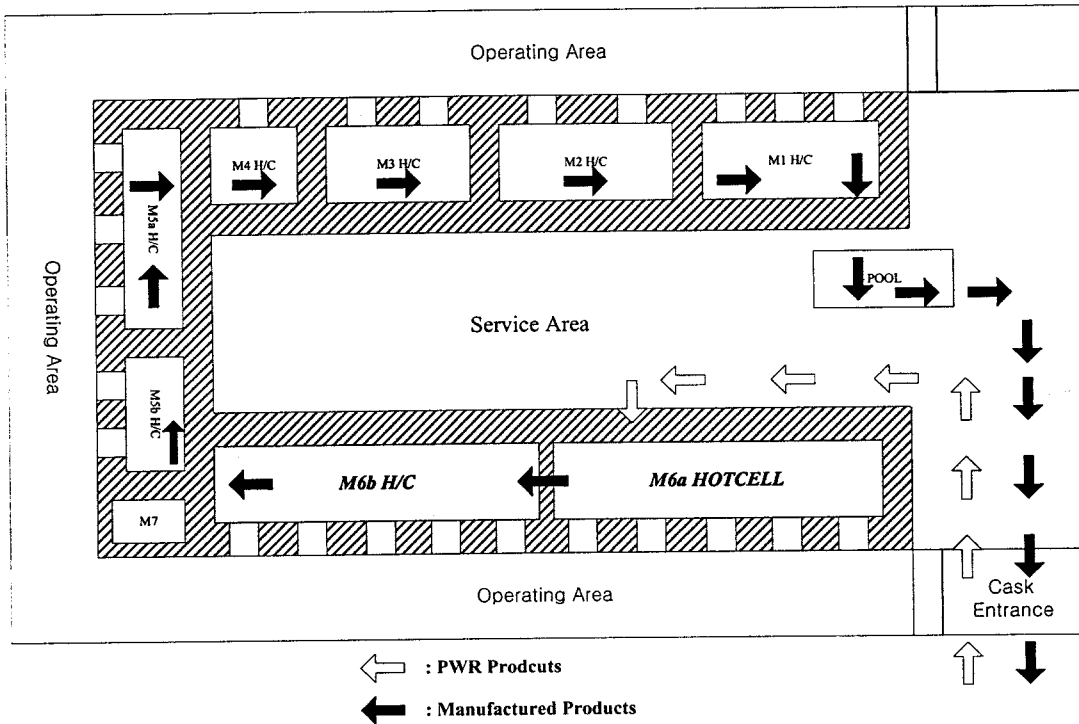 Operating Area
M4 H/C
M3 H/C
M2 H/C
M1 H/C
M5a H/C
POOL
Operating Area
Service Area
M5b H/C
M6b H/C
M6a HOTCELL
M7
Operating Area
Cask
Entrance
: PWR Prodcuts
: Manufactured Products